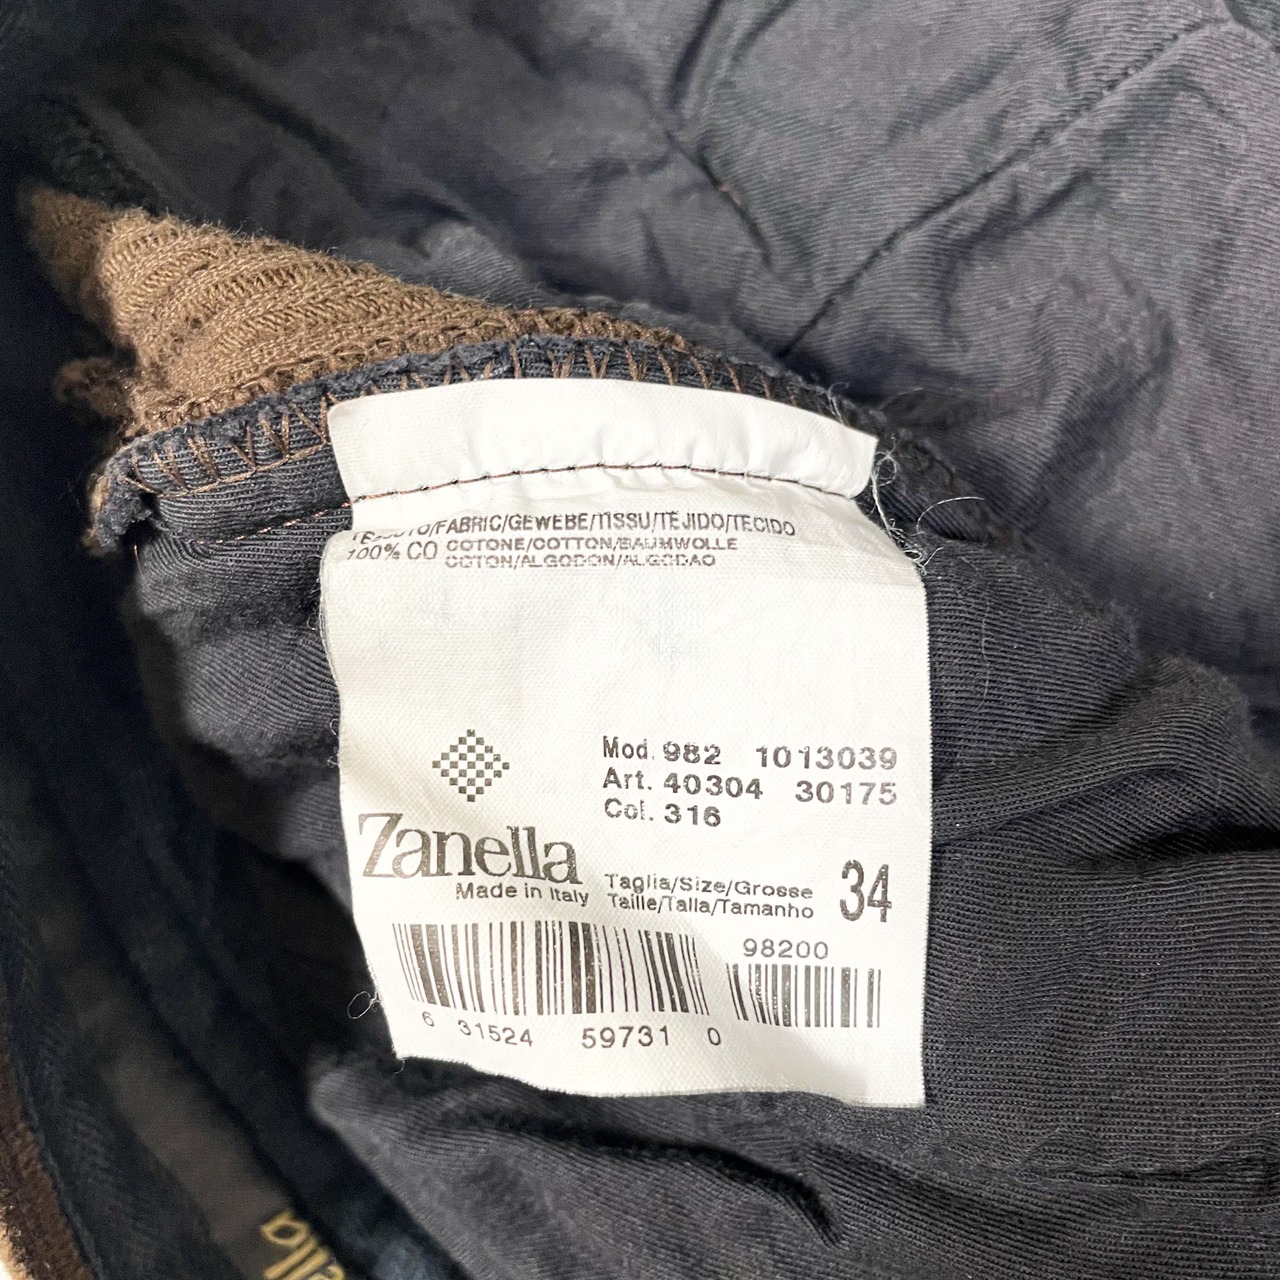 TESSUTO/FABRIC/GEWEBE/TISSU/TEJIDO/TECIDO
100% CO COTONE/COTTON/BAUMWOLLE
COTON/ALGODON/ALGODAO
Mod. 982 1013039
Art. 40304 30175
Col. 316
Zanella
Made in Italy
Taglia/Size/Grosse
Taille/Talla/Tamanho
34
98200
6 31524 59731 0